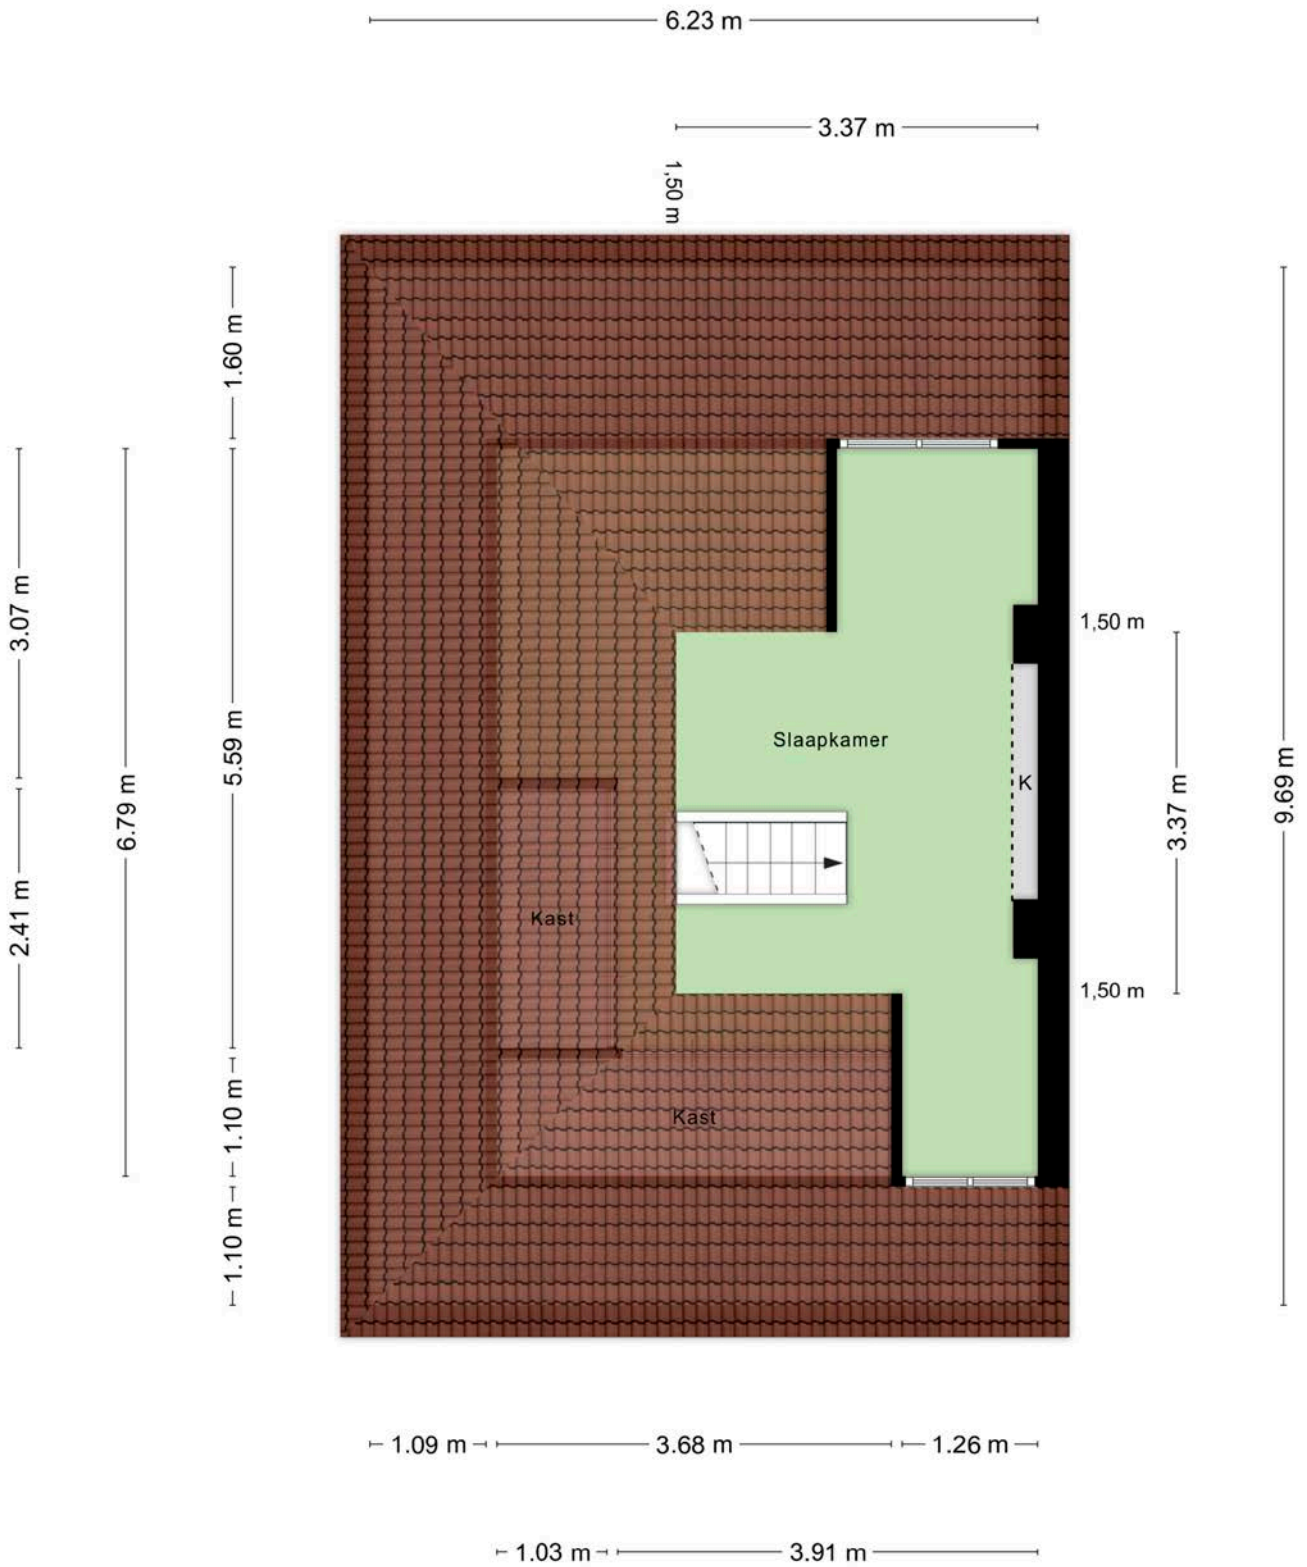 6.23 m
3.37 m
1,50 m
1.60 m
3.07 m
1,50 m
5.59 m
Slaapkamer
K
6.79 m
3.37 m
9.69 m
2.41 m
Kast
1,50 m
1.10 m
Kast
1.10 m
1.09 m
3.68 m
1.26 m
1.03 m
3.91 m